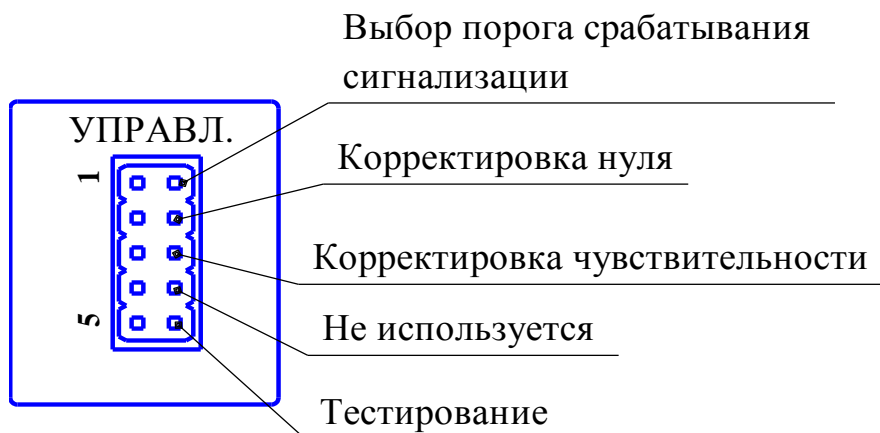 Выбор порога срабатывания
сигнализации
УПРАВЛ.
1
Корректировка нуля
Корректировка чувствительности
Не используется
5
Тестирование